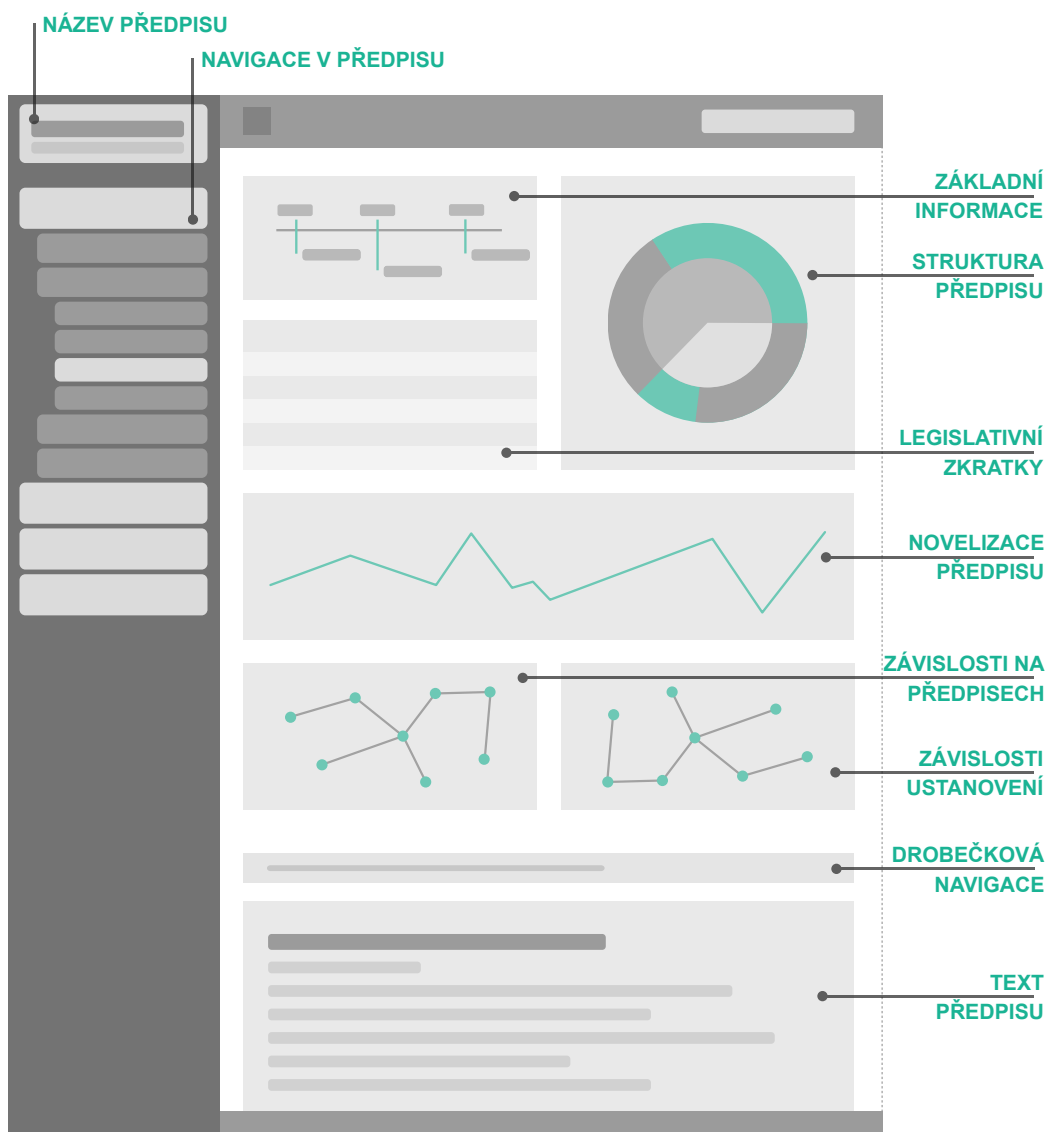 NÁZEV PŘEDPISU
NAVIGACE V PŘEDPISU
ZÁKLADNÍ
INFORMACE
STRUKTURA
PŘEDPISU
LEGISLATIVNÍ
ZKRATKY
NOVELIZACE
PŘEDPISU
ZÁVISLOSTI NA
PŘEDPISECH
ZÁVISLOSTI
USTANOVENÍ
DROBEČKOVÁ
NAVIGACE
TEXT
PŘEDPISU